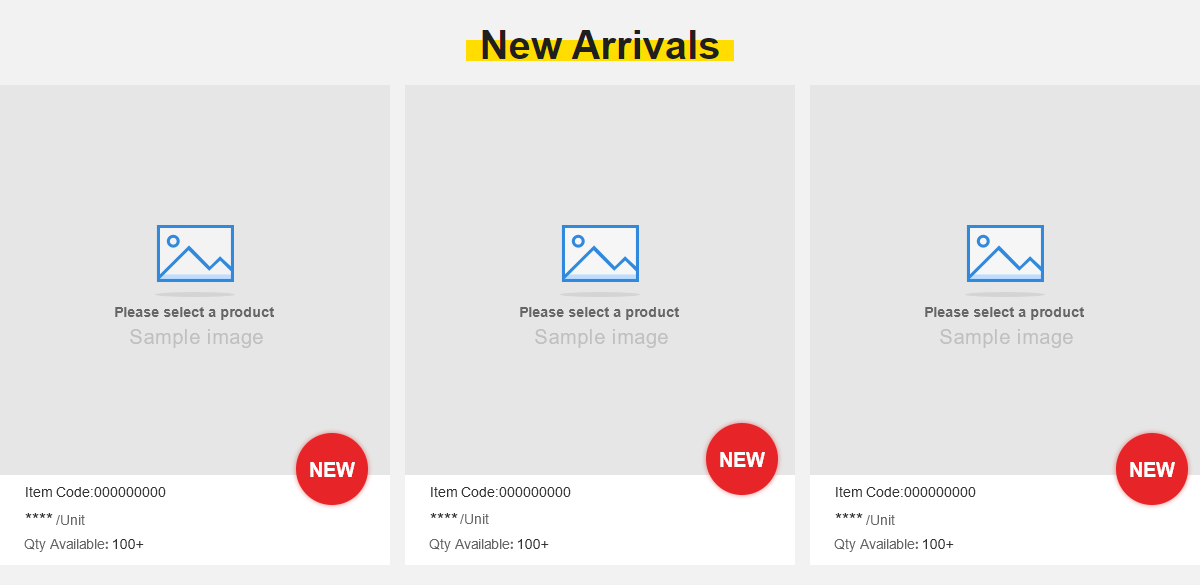 New Arrivals
Please select a product
Sample image
NEW
Item Code:000000000
**** /Unit
Qty Available: 100+
Please select a product
Sample image
NEW
Item Code:000000000
**** /Unit
Qty Available: 100+
Please select a product
Sample image
NEW
Item Code:000000000
**** /Unit
Qty Available: 100+